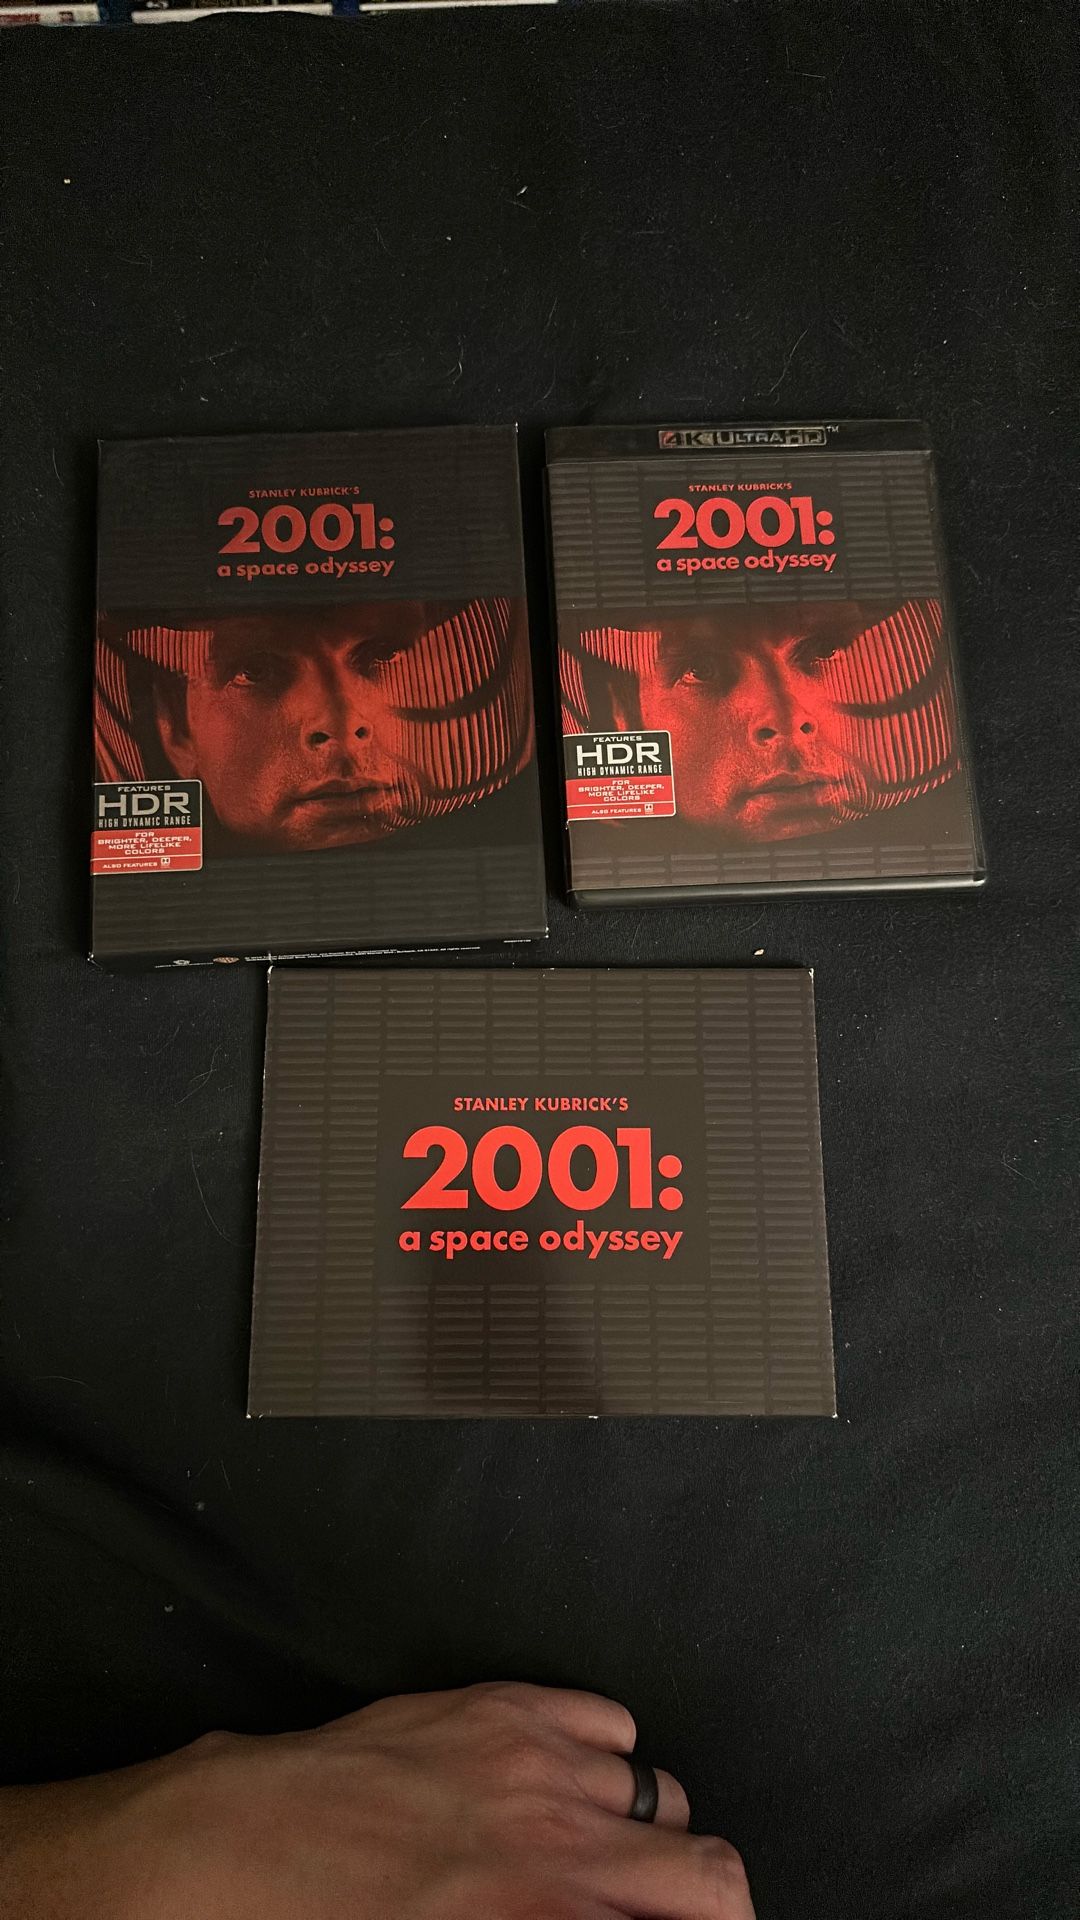 STANLEY KUBRICK'S
2001:
a space odyssey
FEATURES
HDR
HIGH DYNAMIC RANGE
FOR
BRIGHTER, DEEPER,
MORE LIFELIKE
COLORS
ALSO FEATURES
4K ULTRA HD™
STANLEY KUBRICK'S
2001:
a space odyssey
FEATURES
HDR
HIGH DYNAMIC RANGE
FOR
BRIGHTER, DEEPER,
MORE LIFELIKE
COLORS
ALSO FEATURES
STANLEY KUBRICK'S
2001:
a space odyssey